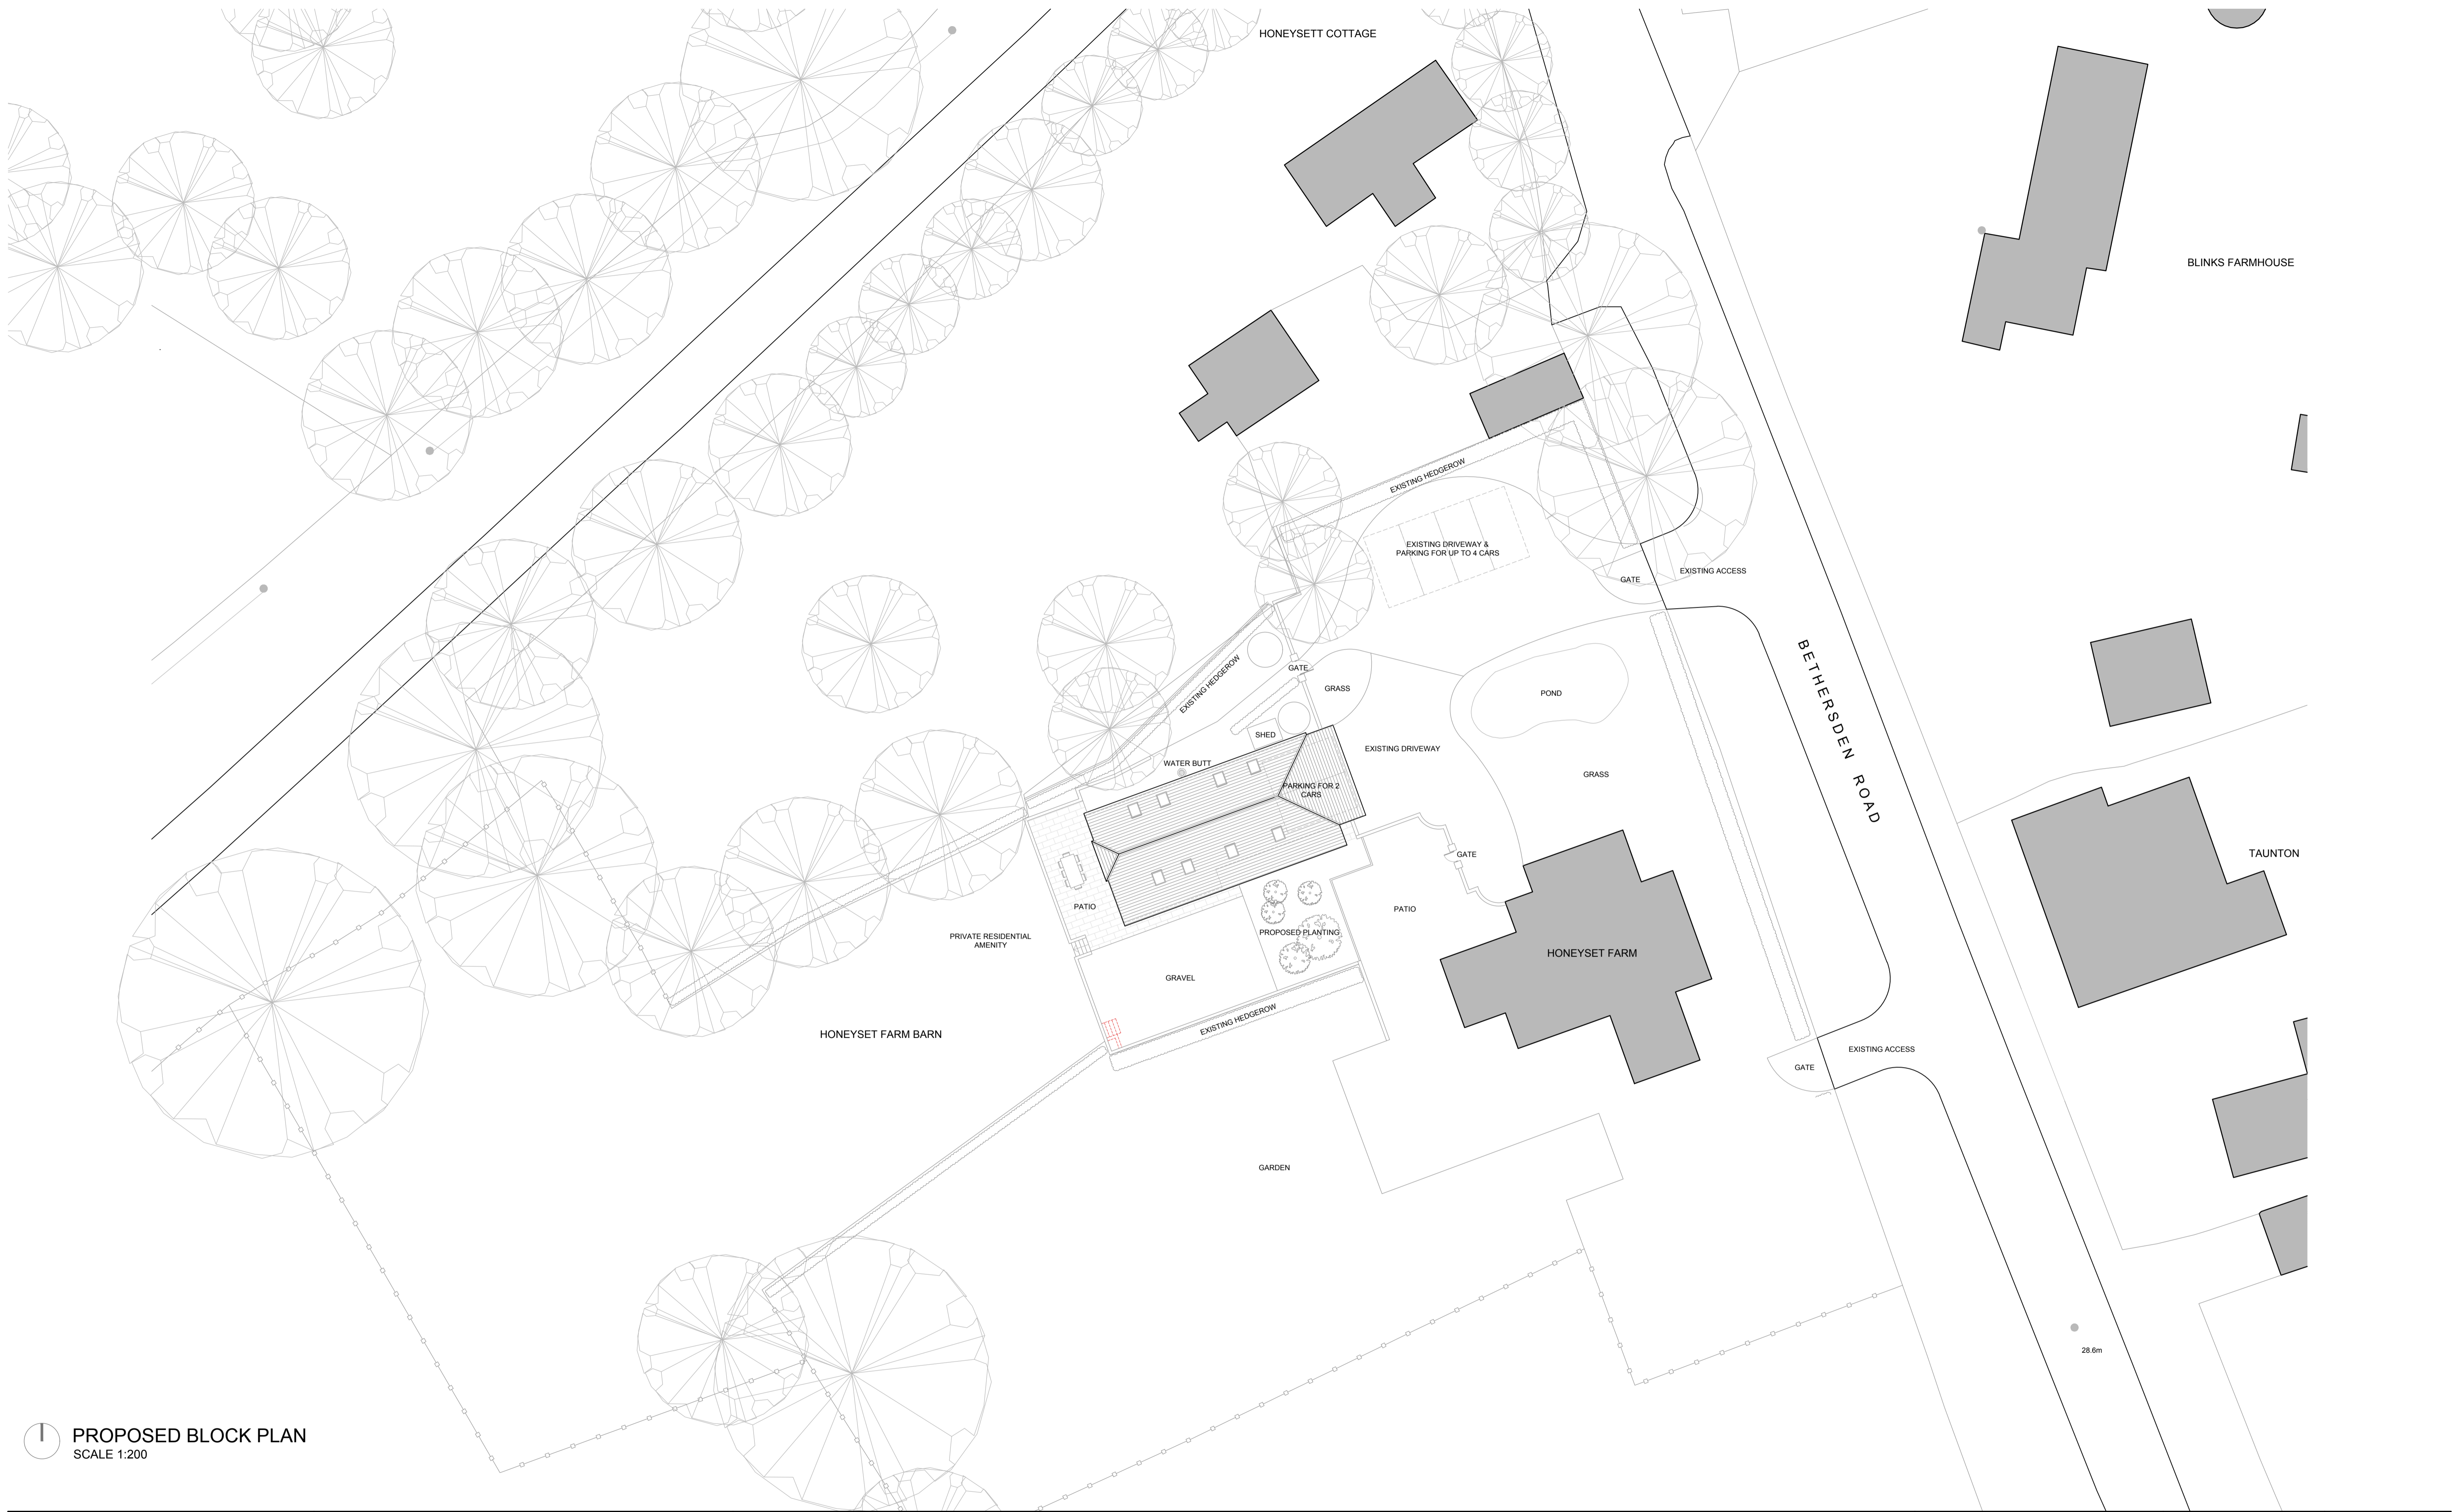 HONEYSETT COTTAGE
BLINKS FARMHOUSE
EXISTING HEDGEROW
EXISTING DRIVEWAY &
PARKING FOR UP TO 4 CARS
GATE
EXISTING ACCESS
EXISTING HEDGEROW
GATE
GRASS
POND
BETHERSDEN ROAD
SHED
EXISTING DRIVEWAY
WATER BUTT
GRASS
PARKING FOR 2
CARS
GATE
TAUNTON
PATIO
PATIO
PROPOSED PLANTING
PRIVATE RESIDENTIAL
AMENITY
HONEYSET FARM
GRAVEL
EXISTING HEDGEROW
HONEYSET FARM BARN
EXISTING ACCESS
GATE
GARDEN
28.6m
PROPOSED BLOCK PLAN
SCALE 1:200